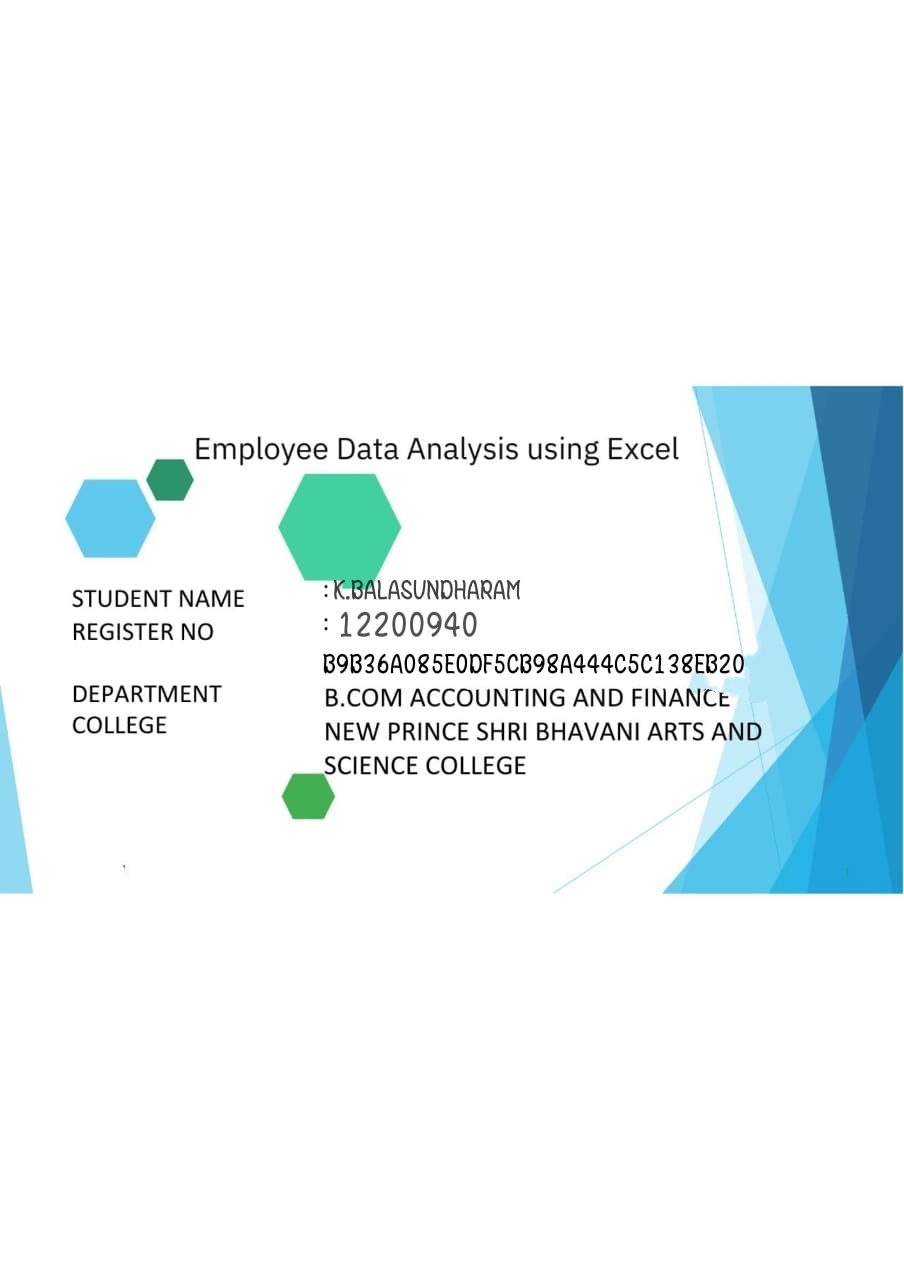 Employee Data Analysis using Excel
STUDENT NAME : K.BALASUNDHARAM
REGISTER NO : 12200940
B9B36A085E0DF5CB98A444C5C138EB20
DEPARTMENT B.COM ACCOUNTING AND FINANCE
COLLEGE NEW PRINCE SHRI BHAVANI ARTS AND
SCIENCE COLLEGE